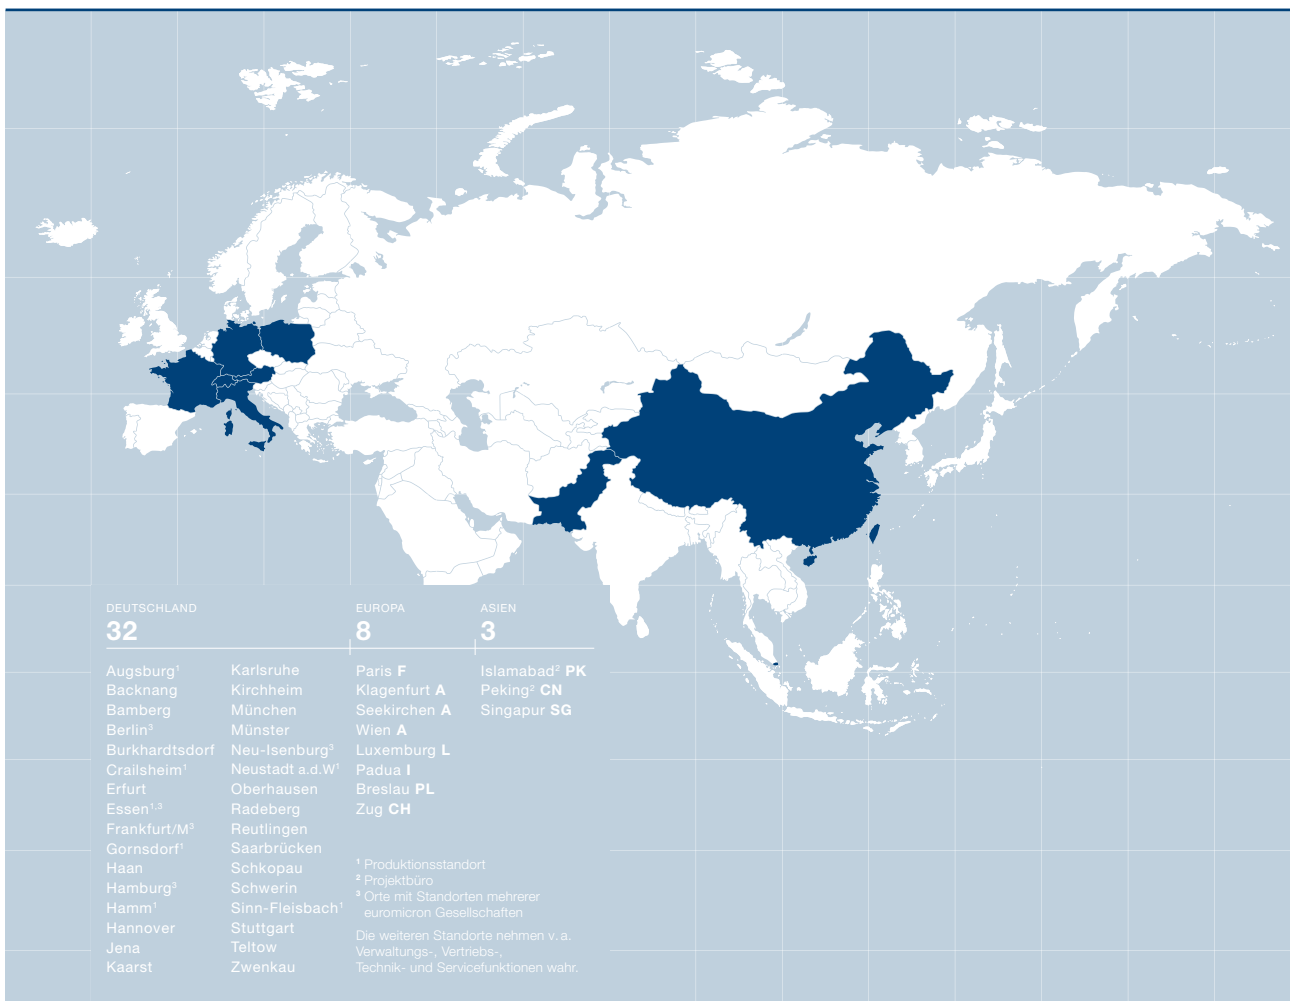 DEUTSCHLAND
32
Augsburg¹
Backnang
Bamberg
Berlin³
Burkhardtsdorf
Crailsheim¹
Erfurt
Essen¹,³
Frankfurt/M³
Gornsdorf¹
Haan
Hamburg³
Hamm¹
Hannover
Jena
Kaarst
Karlsruhe
Kirchheim
München
Münster
Neu-Isenburg³
Neustadt a.d.W¹
Oberhausen
Radeberg
Reutlingen
Saarbrücken
Schkopau
Schwerin
Sinn-Fleisbach¹
Stuttgart
Teltow
Zwenkau
EUROPA
8
Paris F
Klagenfurt A
Seekirchen A
Wien A
Luxemburg L
Padua I
Breslau PL
Zug CH
ASIEN
3
Islamabad² PK
Peking² CN
Singapur SG
¹ Produktionsstandort
² Projektbüro
³ Orte mit Standorten mehrerer
euromicron Gesellschaften
Die weiteren Standorte nehmen v. a.
Verwaltungs-, Vertriebs-,
Technik- und Servicefunktionen wahr.